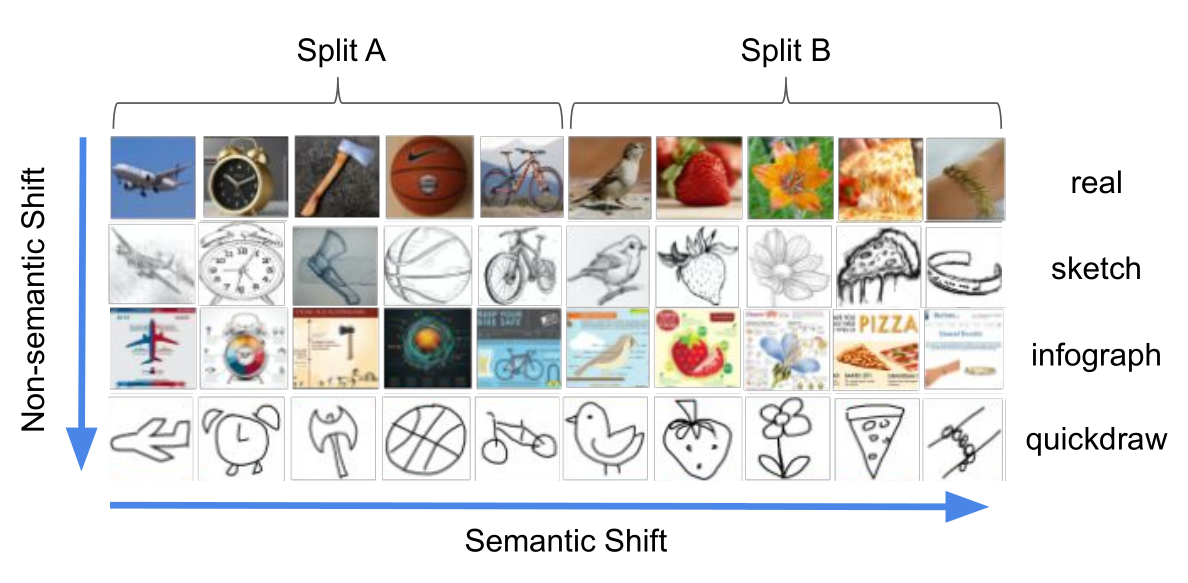 Split A
Split B
Non-semantic Shift
real
sketch
infograph
PIZZA
quickdraw
Semantic Shift